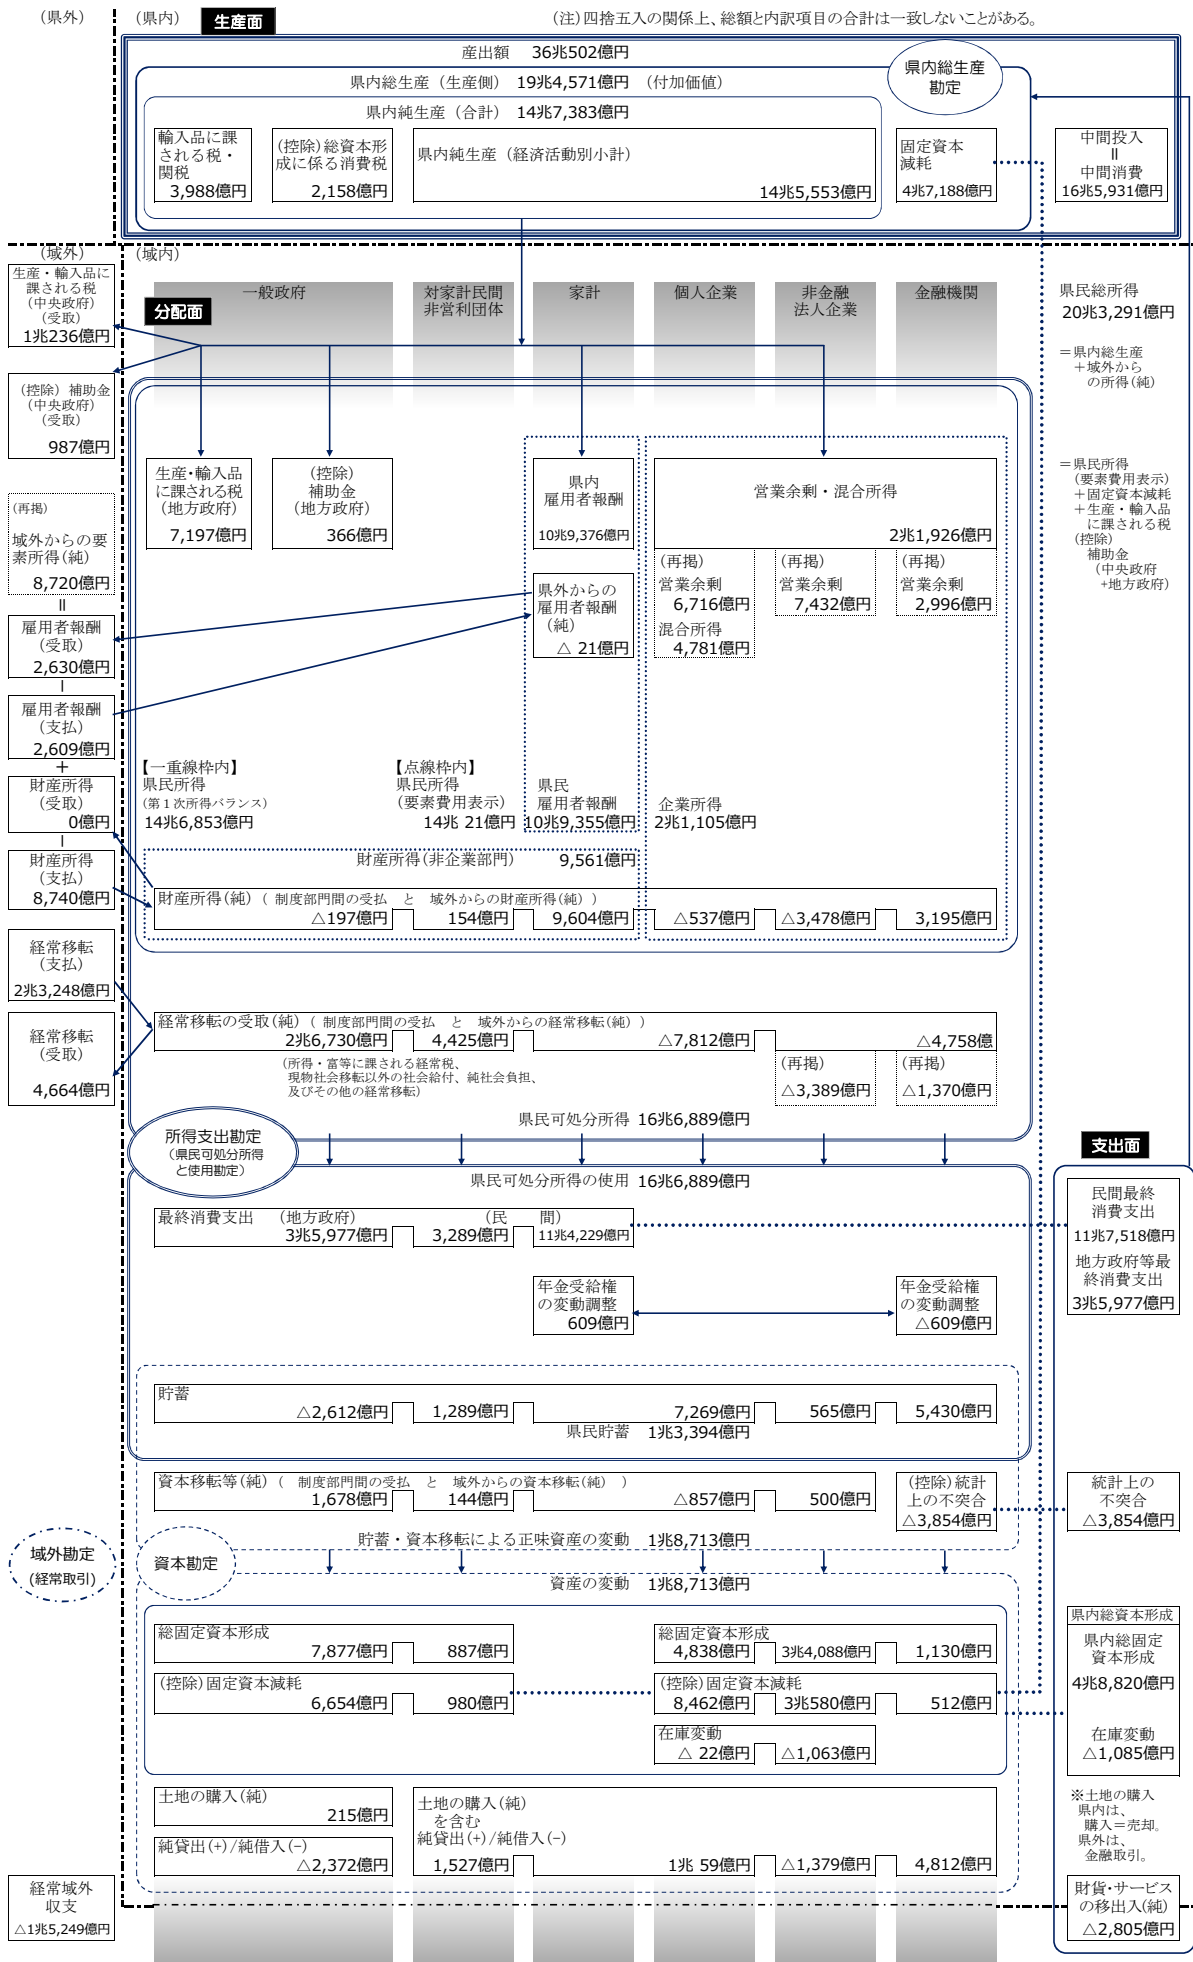 （県外）
（県内）
生産面
（注）四捨五入の関係上、総額と内訳項目の合計は一致しないことがある。
産出額　36兆502億円
県内総生産（生産側）　19兆4,571億円　（付加価値）
県内総生産
勘定
県内純生産（合計）　14兆7,383億円
輸入品に課
される税・
関税
3,988億円
（控除）総資本形
成に係る消費税
2,158億円
県内純生産（経済活動別小計）
14兆5,553億円
固定資本
減耗
4兆7,188億円
中間投入
＝
中間消費
16兆5,931億円
（域外）
（域内）
生産・輸入品に
課される税
（中央政府）
（受取）
1兆236億円
（控除）補助金
（中央政府）
（受取）
987億円
（再掲）
域外からの要
素所得（純）
8,720億円
＝
雇用者報酬
（受取）
2,630億円
－
雇用者報酬
（支払）
2,609億円
＋
財産所得
（受取）
0億円
－
財産所得
（支払）
8,740億円
経常移転
（支払）
2兆3,248億円
経常移転
（受取）
4,664億円
分配面
一般政府
対家計民間
非営利団体
家計
個人企業
非金融
法人企業
金融機関
県民総所得
20兆3,291億円
＝県内総生産
＋域外から
の所得（純）
＝県民所得
（要素費用表示）
＋固定資本減耗
＋生産・輸入品
に課される税
（控除）
補助金
（中央政府
+地方政府）
生産・輸入品
に課される税
（地方政府）
7,197億円
（控除）
補助金
（地方政府）
366億円
県内
雇用者報酬
10兆9,376億円
営業余剰・混合所得
2兆1,926億円
県外からの
雇用者報酬
（純）
△ 21億円
（再掲）
営業余剰
6,716億円
混合所得
4,781億円
（再掲）
営業余剰
7,432億円
（再掲）
営業余剰
2,996億円
【一重線枠内】
県民所得
（第１次所得バランス）
14兆6,853億円
【点線枠内】
県民所得
（要素費用表示）
14兆 21億円
県民
雇用者報酬
10兆9,355億円
企業所得
2兆1,105億円
財産所得（非企業部門）　9,561億円
財産所得（純）（ 制度部門間の受払　と　域外からの財産所得（純） ）
△197億円　154億円　9,604億円　△537億円　△3,478億円　3,195億円
経常移転の受取（純）（ 制度部門間の受払　と　域外からの経常移転（純） ）
2兆6,730億円　4,425億円　△7,812億円　△4,758億
（所得・富等に課される経常税、
現物社会移転以外の社会給付、純社会負担、
及びその他の経常移転）
（再掲）
△3,389億円
（再掲）
△1,370億円
県民可処分所得　16兆6,889億円
所得支出勘定
（県民可処分所得
と使用勘定）
県民可処分所得の使用　16兆6,889億円
最終消費支出　（地方政府）　（民　間）
3兆5,977億円　3,289億円　11兆4,229億円
年金受給権
の変動調整
609億円
年金受給権
の変動調整
△609億円
貯蓄
△2,612億円　1,289億円　7,269億円　565億円　5,430億円
県民貯蓄　1兆3,394億円
資本移転等（純）（　制度部門間の受払　と　域外からの資本移転（純）　）
1,678億円　144億円　△857億円　500億円
（控除）統計
上の不突合
△3,854億円
貯蓄・資本移転による正味資産の変動　1兆8,713億円
域外勘定
(経常取引)
資本勘定
資産の変動　1兆8,713億円
総固定資本形成
7,877億円　887億円
総固定資本形成
4,838億円　3兆4,088億円　1,130億円
（控除）固定資本減耗
6,654億円　980億円
（控除）固定資本減耗
8,462億円　3兆580億円　512億円
在庫変動
△ 22億円　△1,063億円
土地の購入（純）
215億円
純貸出(+)/純借入(-)
△2,372億円
土地の購入（純）
を含む
純貸出(+)/純借入(-)
1,527億円　1兆 59億円　△1,379億円　4,812億円
経常域外
収支
△1兆5,249億円
支出面
民間最終
消費支出
11兆7,518億円
地方政府等最
終消費支出
3兆5,977億円
統計上の
不突合
△3,854億円
県内総資本形成
県内総固定
資本形成
4兆8,820億円
在庫変動
△1,085億円
※土地の購入
県内は、
購入＝売却。
県外は、
金融取引。
財貨・サービス
の移出入(純)
△2,805億円